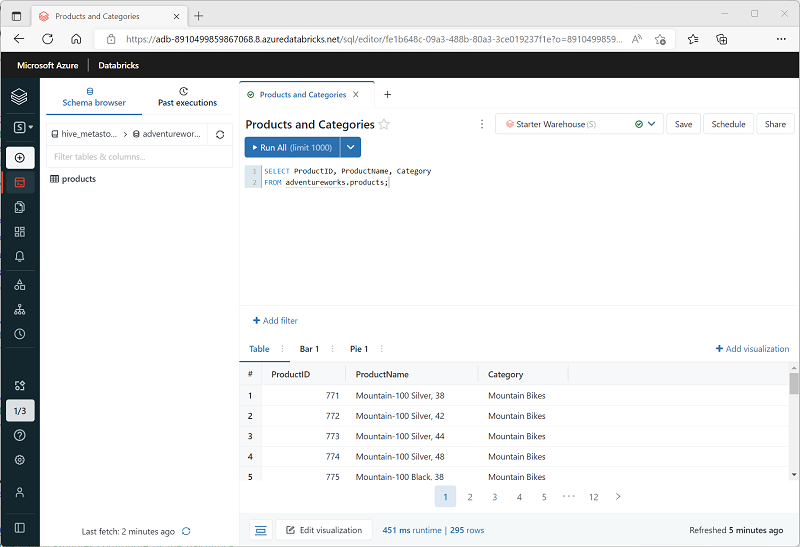 Products and Categories
https://adb-8910499859867068.8.azuredatabricks.net/sql/editor/fe1b648c-09a3-488b-80a3-3ce019237f1e?o=8910499859...
Microsoft Azure | Databricks
Schema browser
Past executions
hive_metasto... > adventurewo...
Filter tables & columns...
products
Last fetch: 2 minutes ago
S
1/3
Products and Categories
Products and Categories
Starter Warehouse (S)
Save
Schedule
Share
Run All (limit 1000)
1 SELECT ProductID, ProductName, Category
2 FROM adventureworks.products;
+ Add filter
Table
Bar 1
Pie 1
+ Add visualization
# ProductID ProductName Category
1 771 Mountain-100 Silver, 38 Mountain Bikes
2 772 Mountain-100 Silver, 42 Mountain Bikes
3 773 Mountain-100 Silver, 44 Mountain Bikes
4 774 Mountain-100 Silver, 48 Mountain Bikes
5 775 Mountain-100 Black, 38 Mountain Bikes
1 2 3 4 5 ... 12 >
Edit visualization
451 ms runtime | 295 rows
Refreshed 5 minutes ago